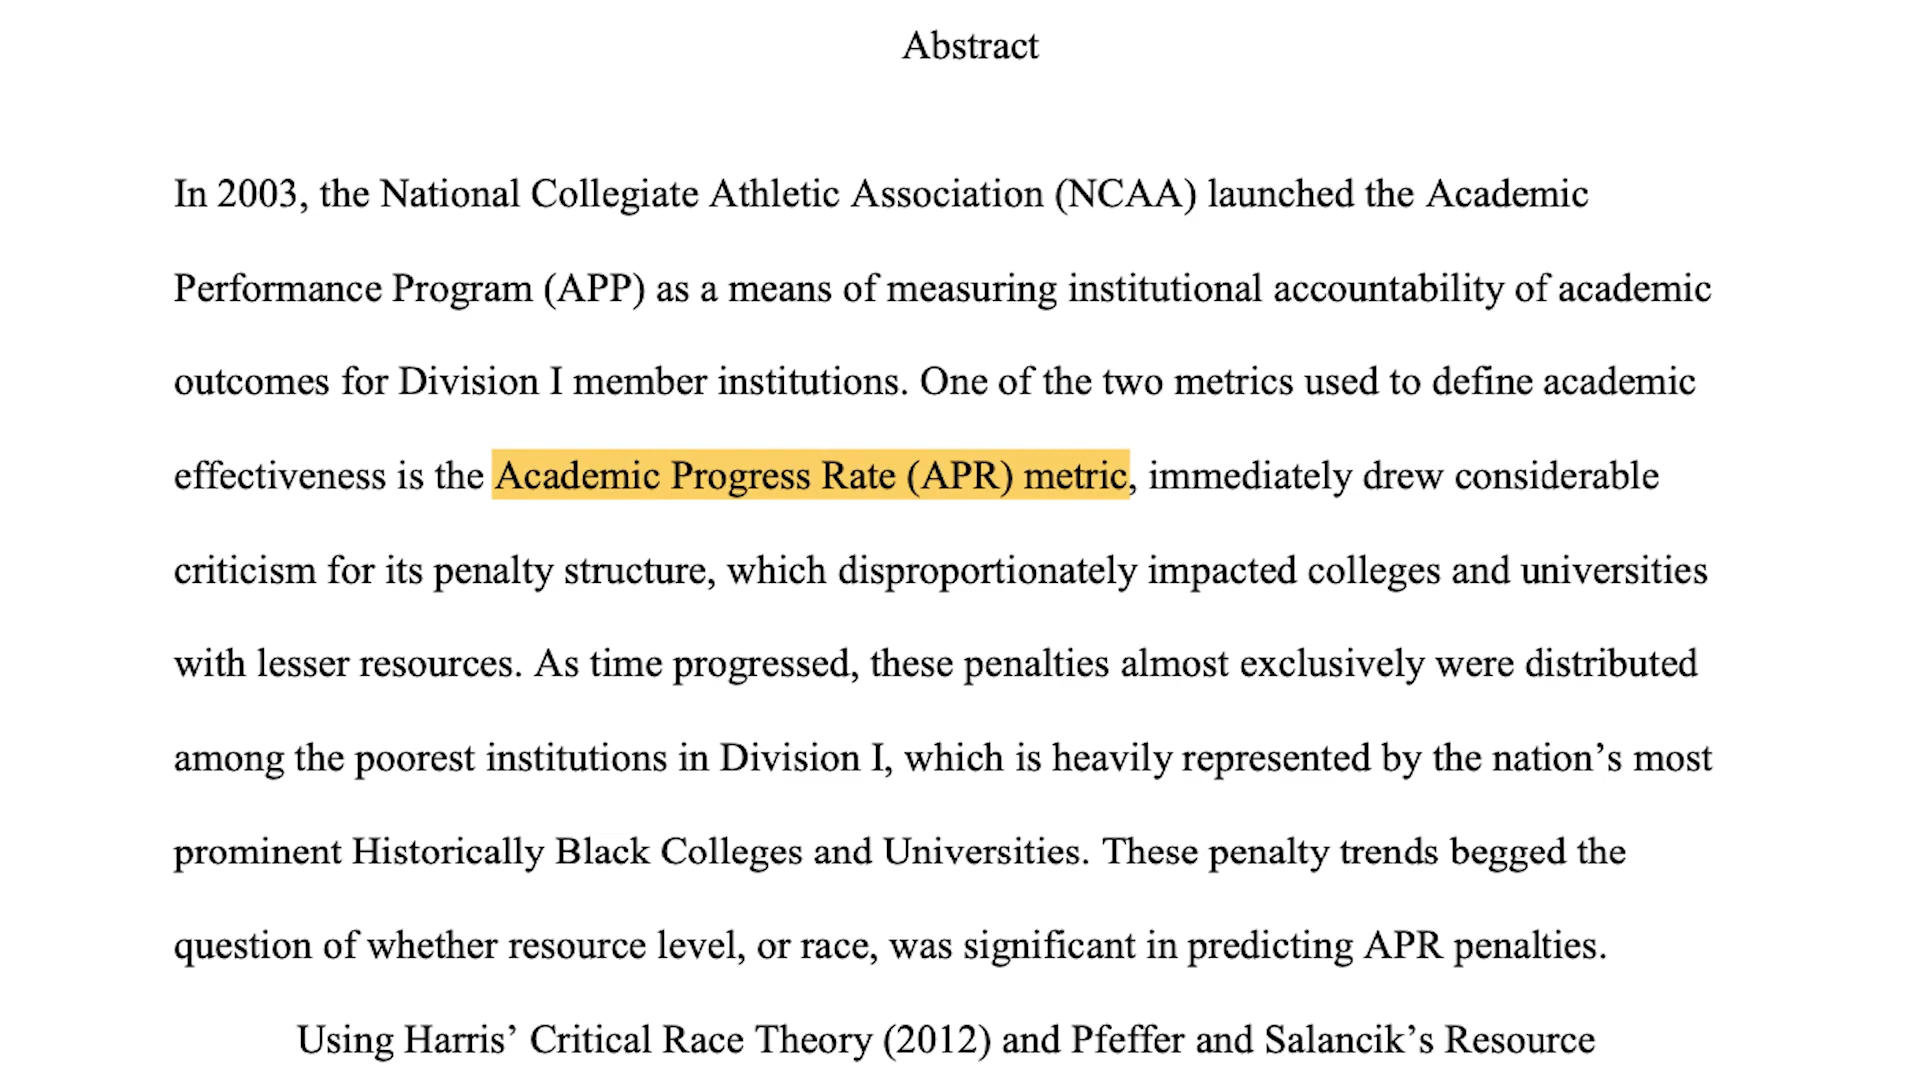 Abstract
In 2003, the National Collegiate Athletic Association (NCAA) launched the Academic
Performance Program (APP) as a means of measuring institutional accountability of academic
outcomes for Division I member institutions. One of the two metrics used to define academic
effectiveness is the Academic Progress Rate (APR) metric, immediately drew considerable
criticism for its penalty structure, which disproportionately impacted colleges and universities
with lesser resources. As time progressed, these penalties almost exclusively were distributed
among the poorest institutions in Division I, which is heavily represented by the nation’s most
prominent Historically Black Colleges and Universities. These penalty trends begged the
question of whether resource level, or race, was significant in predicting APR penalties.
Using Harris’ Critical Race Theory (2012) and Pfeffer and Salancik’s Resource